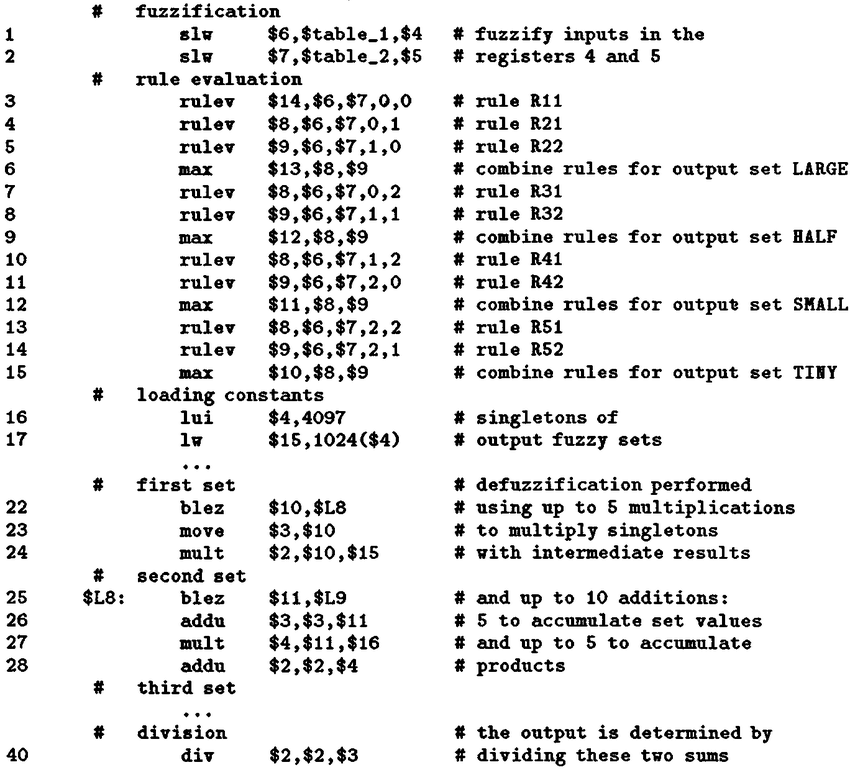 # fuzzification
1 slw $6,$table_1,$4 # fuzzify inputs in the
2 slw $7,$table_2,$5 # registers 4 and 5
# rule evaluation
3 rulev $14,$6,$7,0,0 # rule R11
4 rulev $8,$6,$7,0,1 # rule R21
5 rulev $9,$6,$7,1,0 # rule R22
6 max $13,$8,$9 # combine rules for output set LARGE
7 rulev $8,$6,$7,0,2 # rule R31
8 rulev $9,$6,$7,1,1 # rule R32
9 max $12,$8,$9 # combine rules for output set HALF
10 rulev $8,$6,$7,1,2 # rule R41
11 rulev $9,$6,$7,2,0 # rule R42
12 max $11,$8,$9 # combine rules for output set SMALL
13 rulev $8,$6,$7,2,2 # rule R51
14 rulev $9,$6,$7,2,1 # rule R52
15 max $10,$8,$9 # combine rules for output set TINY
# loading constants
16 lui $4,4097 # singletons of
17 lw $15,1024($4) # output fuzzy sets
...
# first set # defuzzification performed
22 blez $10,$L8 # using up to 5 multiplications
23 move $3,$10 # to multiply singletons
24 mult $2,$10,$15 # with intermediate results
# second set
25 $L8: blez $11,$L9 # and up to 10 additions:
26 addu $3,$3,$11 # 5 to accumulate set values
27 mult $4,$11,$16 # and up to 5 to accumulate
28 addu $2,$2,$4 # products
# third set
...
# division # the output is determined by
40 div $2,$2,$3 # dividing these two sums